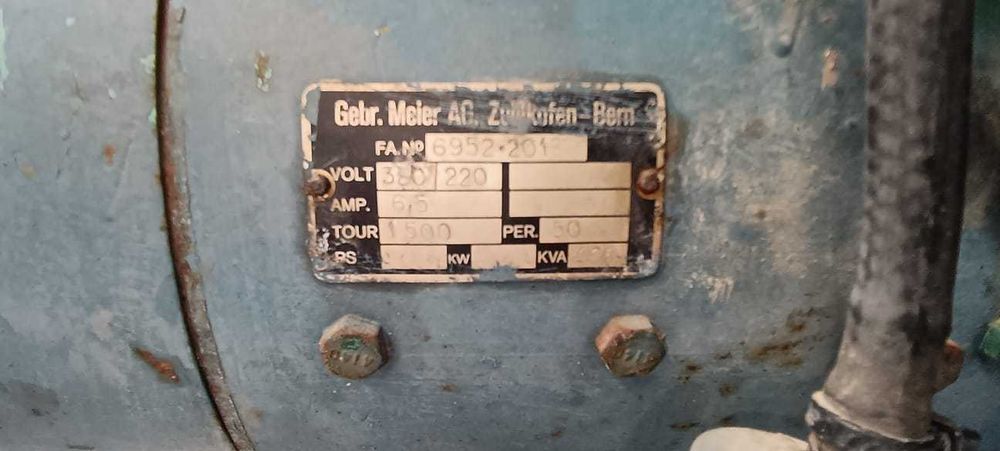 Gebr. Meier AG, Zollikofen-Bern
FA.Nº 6952·201
VOLT 380/220
AMP. 6,5
TOUR 1500 PER. 50
PS KW KVA